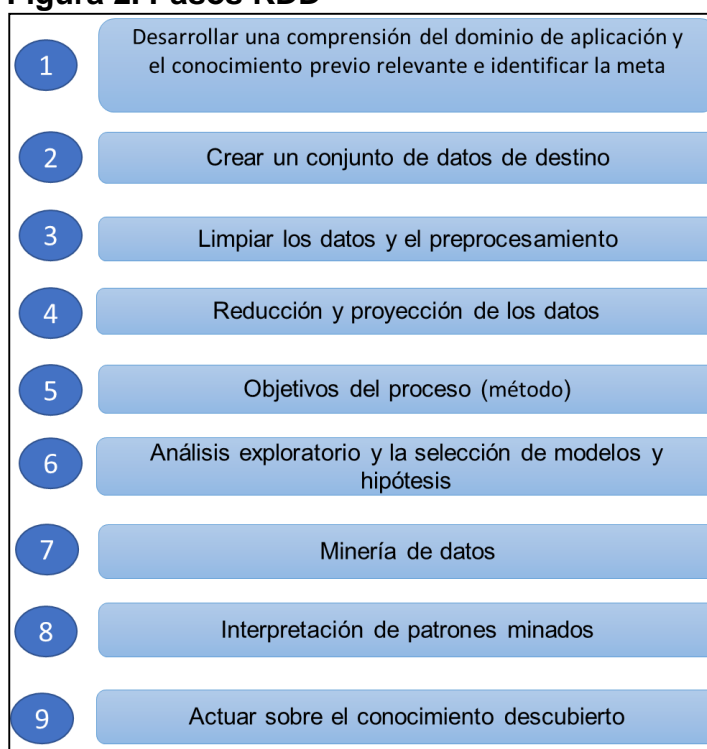 Figura 2. Pasos KDD
1
Desarrollar una comprensión del dominio de aplicación y
el conocimiento previo relevante e identificar la meta
2
Crear un conjunto de datos de destino
3
Limpiar los datos y el preprocesamiento
4
Reducción y proyección de los datos
5
Objetivos del proceso (método)
6
Análisis exploratorio y la selección de modelos y
hipótesis
7
Minería de datos
8
Interpretación de patrones minados
9
Actuar sobre el conocimiento descubierto